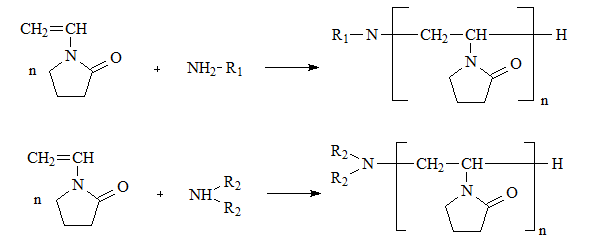 CH2=CH
N
O
n
+
NH2-R1
R1-N
CH2
CH
H
N
O
n
CH2=CH
N
O
n
+
NH
R2
R2
R2
R2
N
CH2
CH
H
N
O
n